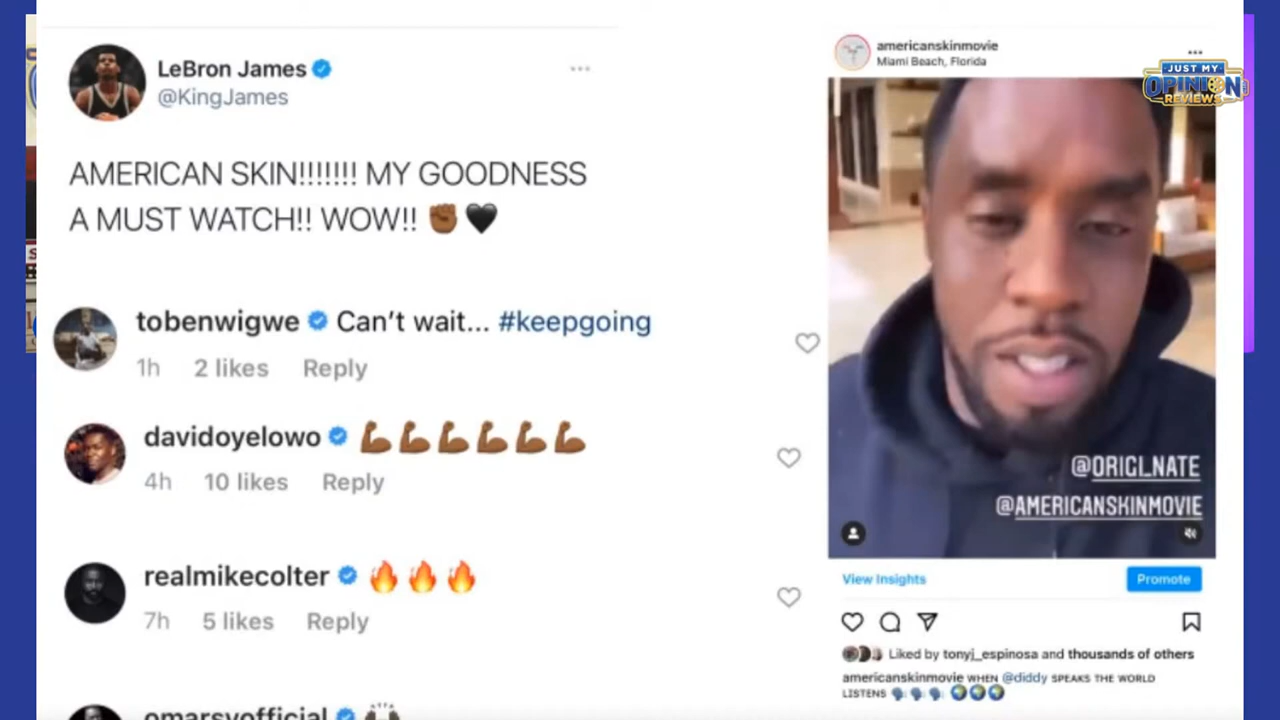 LeBron James
@KingJames
AMERICAN SKIN!!!!!!! MY GOODNESS
A MUST WATCH!! WOW!! ✊🏾🖤
tobenwigwe Can't wait... #keepgoing
1h 2 likes Reply
davidoyelowo 💪🏾💪🏾💪🏾💪🏾💪🏾💪🏾
4h 10 likes Reply
realmikecolter 🔥🔥🔥
7h 5 likes Reply
omarsyofficial 🙌🏿
americanskinmovie
Miami Beach, Florida
JUST MY
OPINION
REVIEWS
@ORIGI_NATE
@AMERICANSKINMOVIE
View Insights
Promote
Liked by tonyj_espinosa and thousands of others
americanskinmovie WHEN @diddy SPEAKS THE WORLD
LISTENS 🗣🗣🗣 🌍🌍🌍